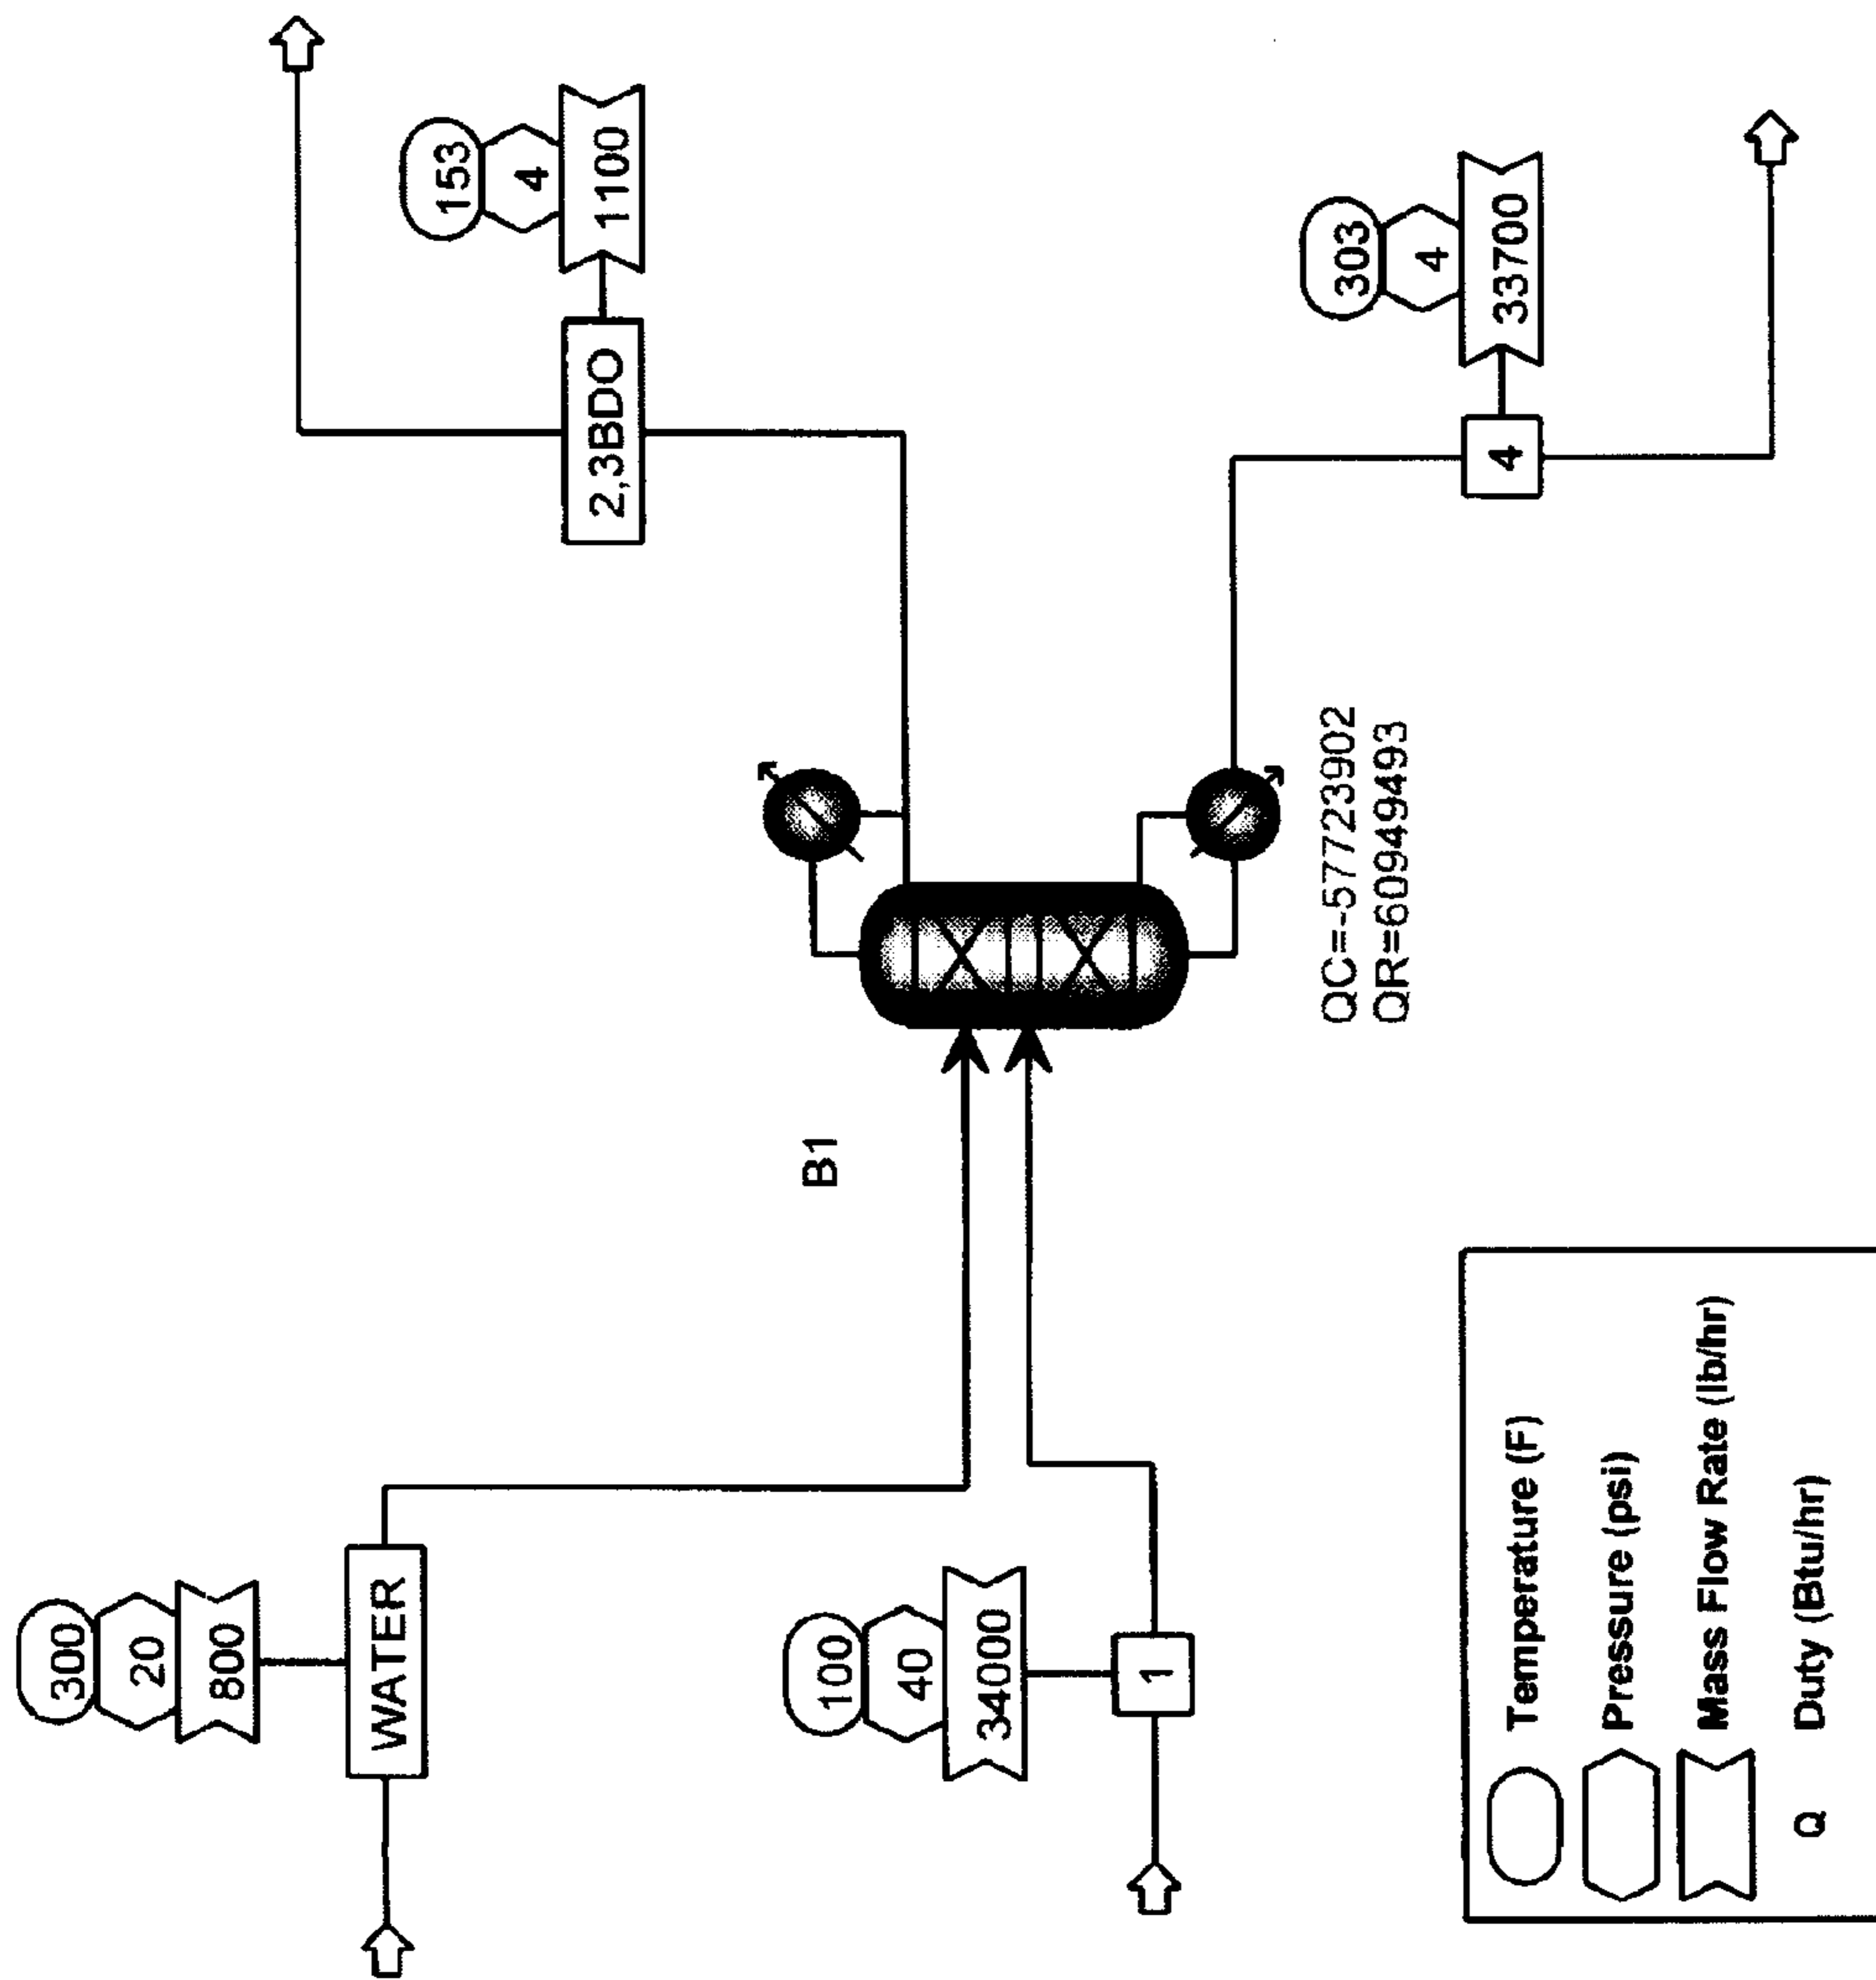 300
20
800
WATER
153
4
1100
2,3BDO
B1
100
40
34000
1
QC=-57723902
QR=60949493
303
4
33700
4
Temperature (F)
Pressure (psi)
Mass Flow Rate (lb/hr)
Q Duty (Btu/hr)